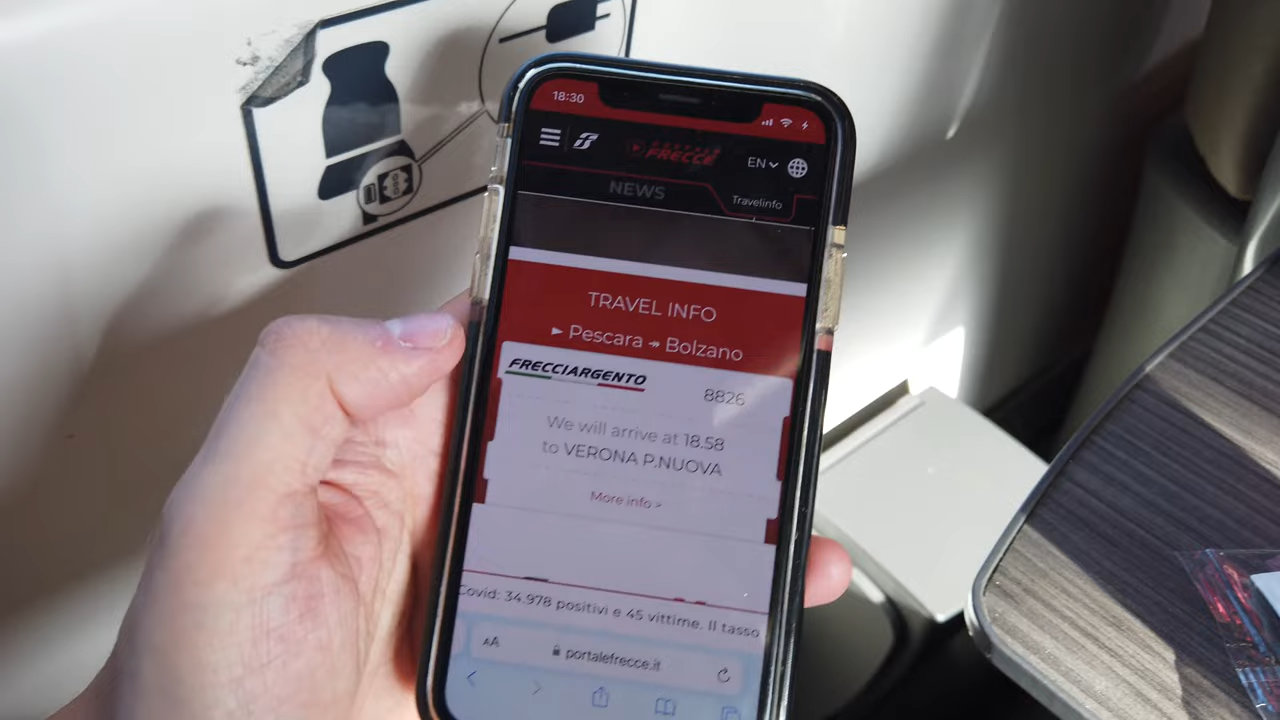 18:30
PORTALE
FRECCE
EN
NEWS
Travelinfo
TRAVEL INFO
Pescara ↠ Bolzano
FRECCIARGENTO
8826
We will arrive at 18.58
to VERONA P.NUOVA
More info >
Covid: 34.978 positivi e 45 vittime. Il tasso
AA
portalefrecce.it